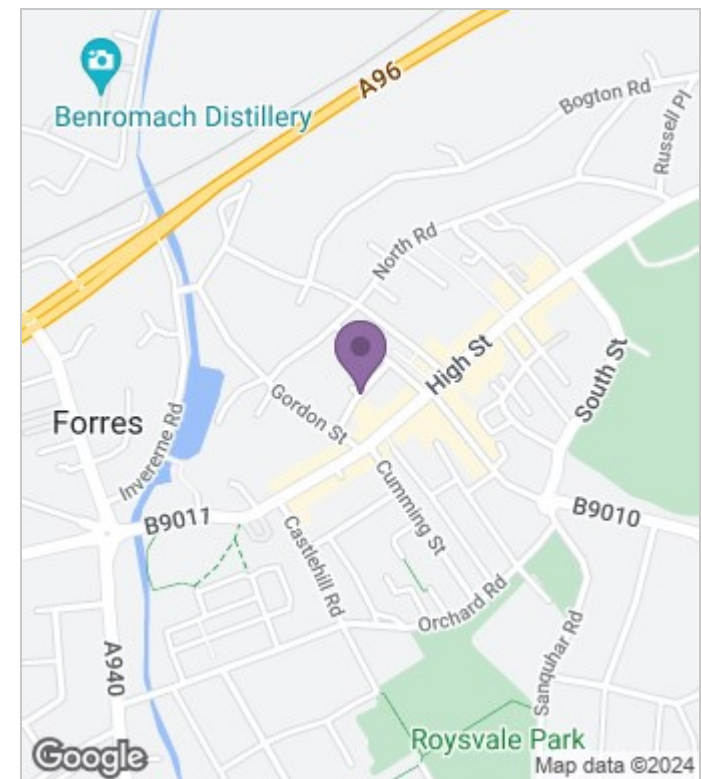 A96
Bogton Rd
Benromach Distillery
Russell Pl
North Rd
High St
South St
Gordon St
Forres
Invererne Rd
Cumming St
B9011
B9010
Castlehill Rd
Orchard Rd
A940
Sanquhar Rd
Roysvale Park
Google
Map data ©2024